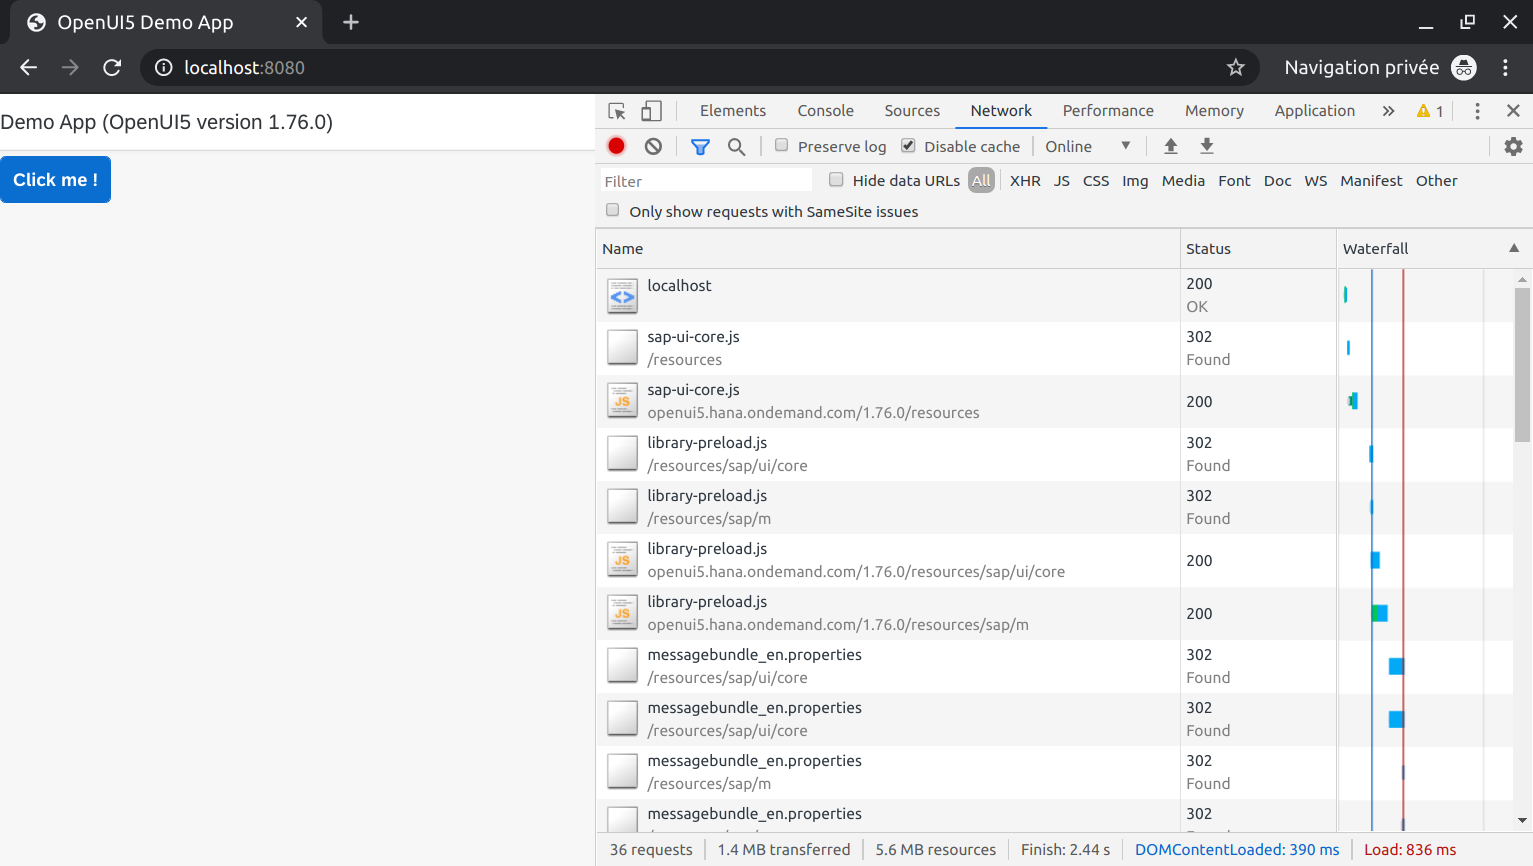 OpenUI5 Demo App
localhost:8080
Navigation privée
Demo App (OpenUI5 version 1.76.0)
Click me !
Elements Console Sources Network Performance Memory Application » 1
Preserve log Disable cache Online
Filter Hide data URLs All XHR JS CSS Img Media Font Doc WS Manifest Other
Only show requests with SameSite issues
Name Status Waterfall
localhost 200
OK
sap-ui-core.js 302
/resources Found
sap-ui-core.js
openui5.hana.ondemand.com/1.76.0/resources 200
library-preload.js 302
/resources/sap/ui/core Found
library-preload.js 302
/resources/sap/m Found
library-preload.js
openui5.hana.ondemand.com/1.76.0/resources/sap/ui/core 200
library-preload.js
openui5.hana.ondemand.com/1.76.0/resources/sap/m 200
messagebundle_en.properties 302
/resources/sap/ui/core Found
messagebundle_en.properties 302
/resources/sap/ui/core Found
messagebundle_en.properties 302
/resources/sap/m Found
messagebundle_en.properties 302
36 requests 1.4 MB transferred 5.6 MB resources Finish: 2.44 s DOMContentLoaded: 390 ms Load: 836 ms